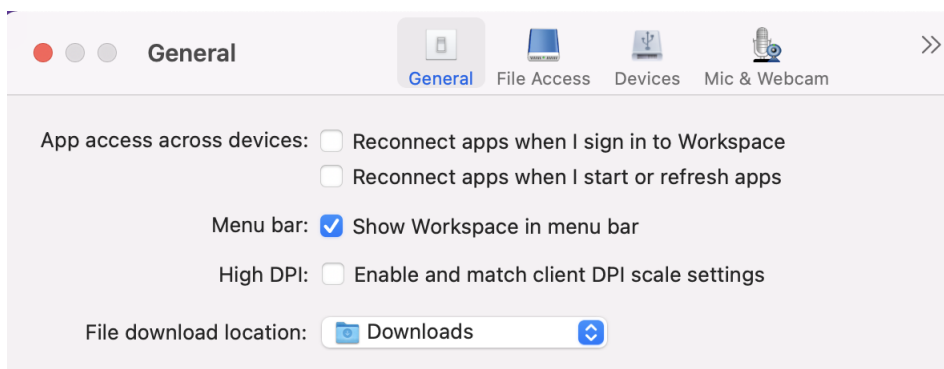 General
General File Access Devices Mic & Webcam
App access across devices: Reconnect apps when I sign in to Workspace
Reconnect apps when I start or refresh apps
Menu bar: Show Workspace in menu bar
High DPI: Enable and match client DPI scale settings
File download location: Downloads